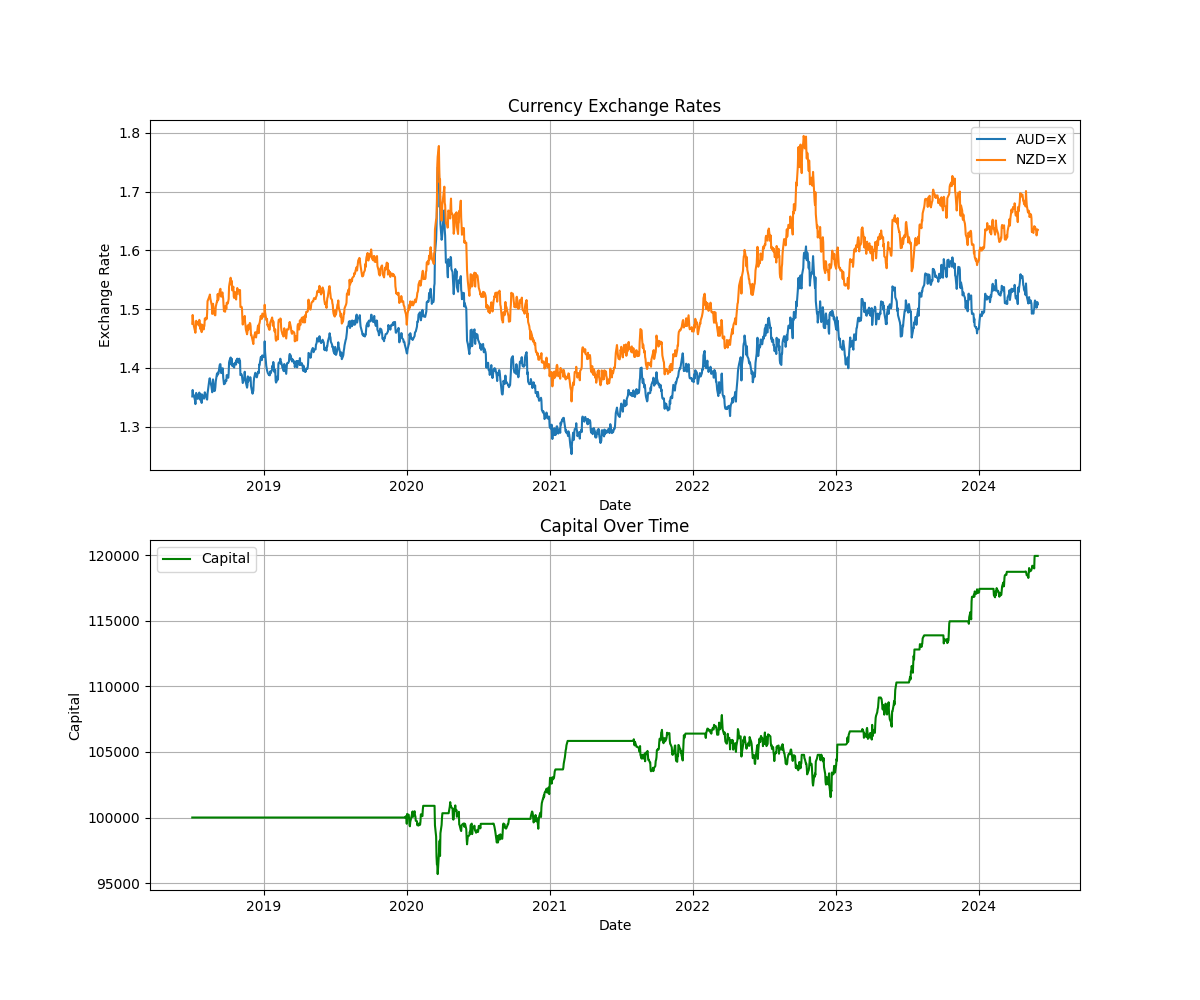 Currency Exchange Rates
1.8
1.7
1.6
1.5
1.4
1.3
Exchange Rate
AUD=X
NZD=X
2019 2020 2021 2022 2023 2024
Date
Capital Over Time
120000
115000
110000
105000
100000
95000
Capital
Capital
2019 2020 2021 2022 2023 2024
Date